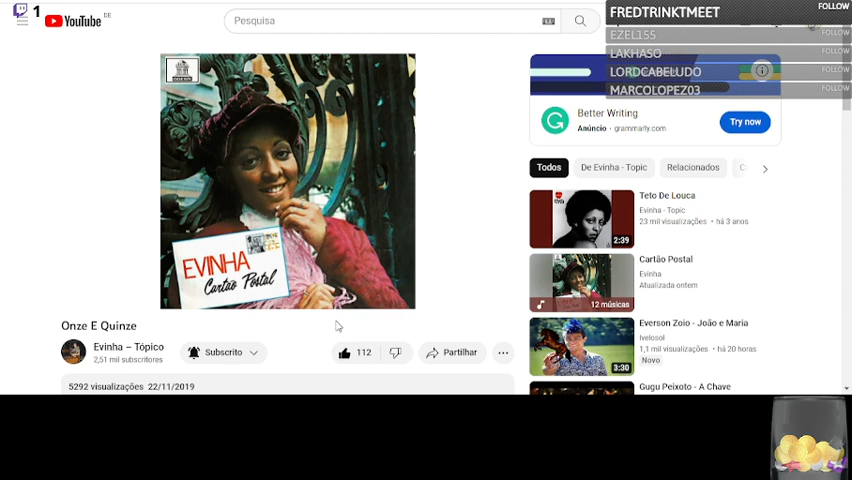 1
YouTube DE
Pesquisa
FREDTRINKTMEET FOLLOW
EZEL155 FOLLOW
LAKHASO FOLLOW
LORDCABELUDO FOLLOW
MARCOLOPEZ03 FOLLOW
EVINHA
Cartão Postal
Better Writing
Anúncio · grammarly.com
Try now
Todos
De Evinha - Topic
Relacionados
Teto De Louca
Evinha - Topic
23 mil visualizações • há 3 anos
2:39
Cartão Postal
Evinha
Atualizada ontem
12 músicas
Everson Zoio - João e Maria
Ivelosol
1,1 mil visualizações • há 20 horas
Novo
3:30
Gugu Peixoto - A Chave
Onze E Quinze
Evinha – Tópico
2,51 mil subscritores
Subscrito
112
Partilhar
5292 visualizações 22/11/2019